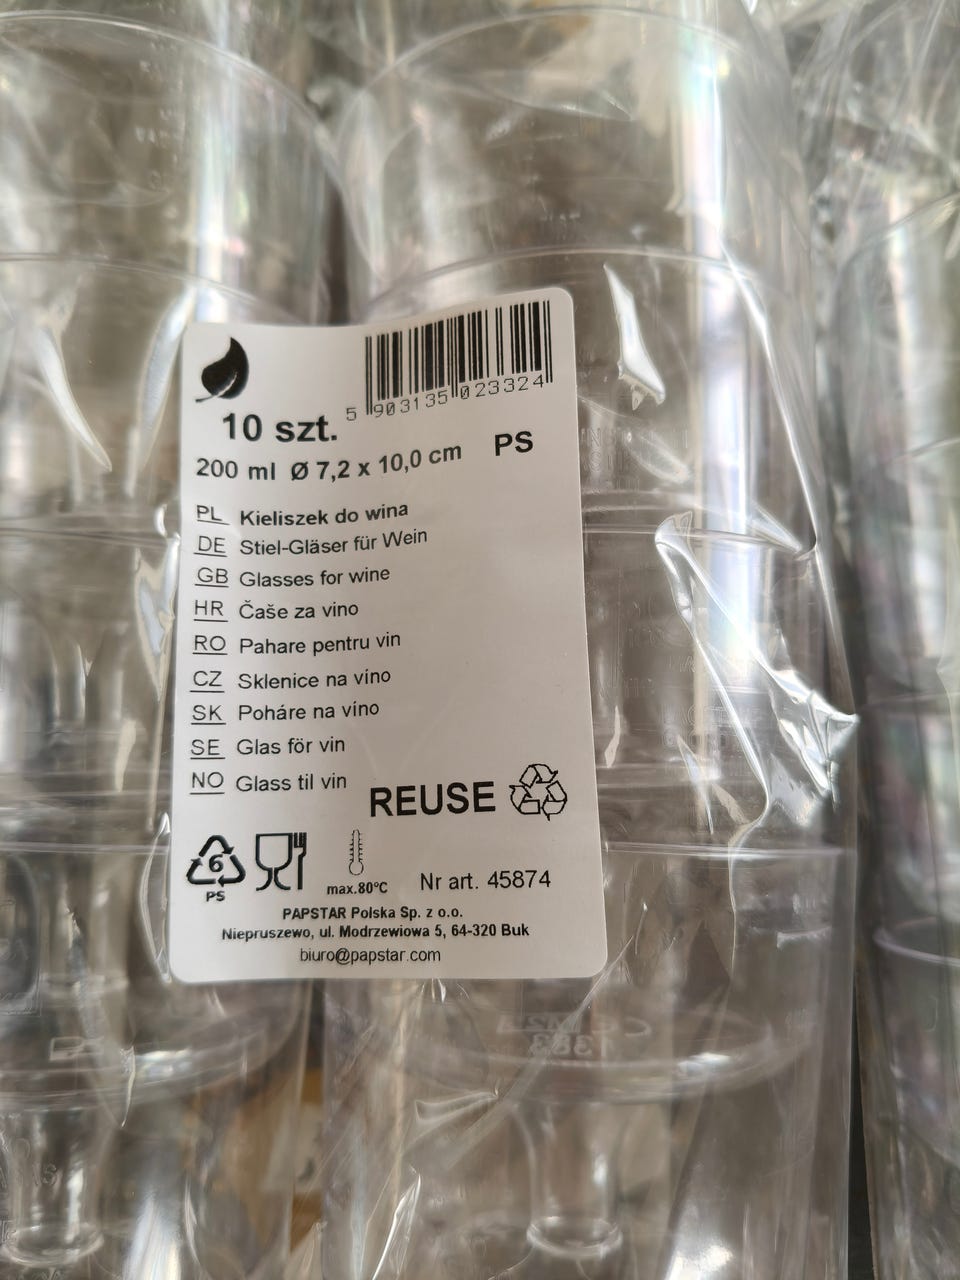 5 903135 023324
10 szt.
200 ml Ø 7,2 x 10,0 cm PS
PL Kieliszek do wina
DE Stiel-Gläser für Wein
GB Glasses for wine
HR Čaše za vino
RO Pahare pentru vin
CZ Sklenice na víno
SK Poháre na víno
SE Glas för vin
NO Glass til vin
REUSE
6
PS
max.80°C
Nr art. 45874
PAPSTAR Polska Sp. z o.o.
Niepruszewo, ul. Modrzewiowa 5, 64-320 Buk
biuro@papstar.com